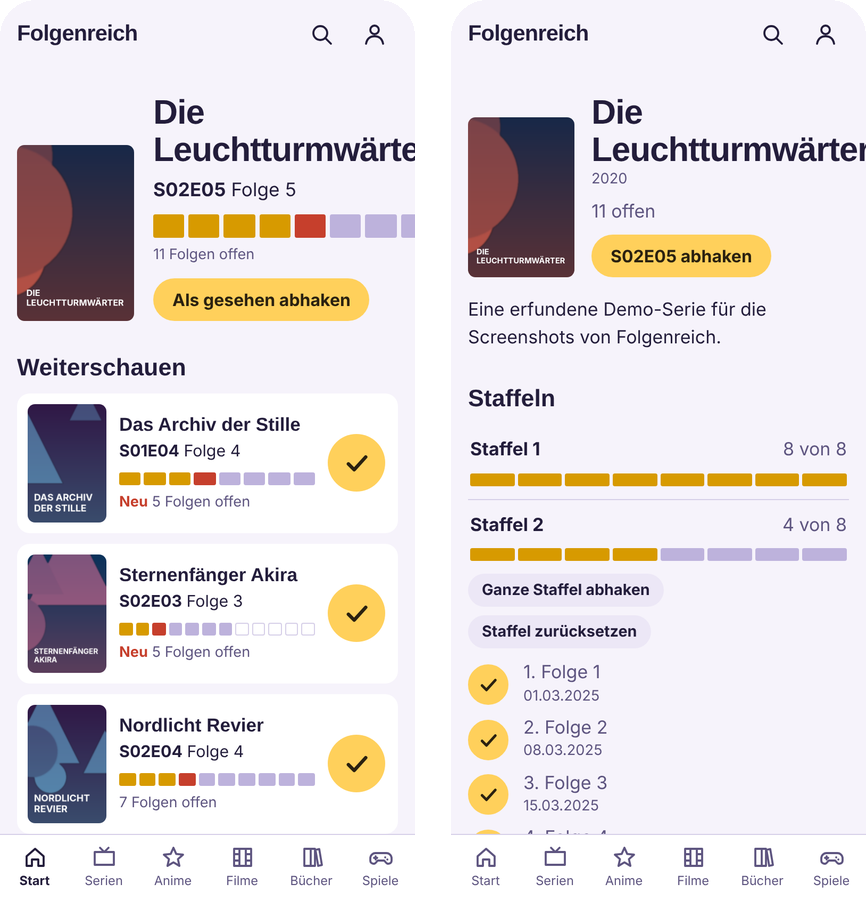 Folgenreich
Die
Leuchtturmwärte
DIE
LEUCHTTURMWÄRTER
S02E05 Folge 5
11 Folgen offen
Als gesehen abhaken
Weiterschauen
DAS ARCHIV
DER STILLE
Das Archiv der Stille
S01E04 Folge 4
Neu 5 Folgen offen
STERNENFÄNGER
AKIRA
Sternenfänger Akira
S02E03 Folge 3
Neu 5 Folgen offen
NORDLICHT
REVIER
Nordlicht Revier
S02E04 Folge 4
7 Folgen offen
Start Serien Anime Filme Bücher Spiele
Folgenreich
Die
Leuchtturmwärter
DIE
LEUCHTTURMWÄRTER
2020
11 offen
S02E05 abhaken
Eine erfundene Demo-Serie für die
Screenshots von Folgenreich.
Staffeln
Staffel 1 8 von 8
Staffel 2 4 von 8
Ganze Staffel abhaken
Staffel zurücksetzen
1. Folge 1
01.03.2025
2. Folge 2
08.03.2025
3. Folge 3
15.03.2025
4. Folge 4
Start Serien Anime Filme Bücher Spiele